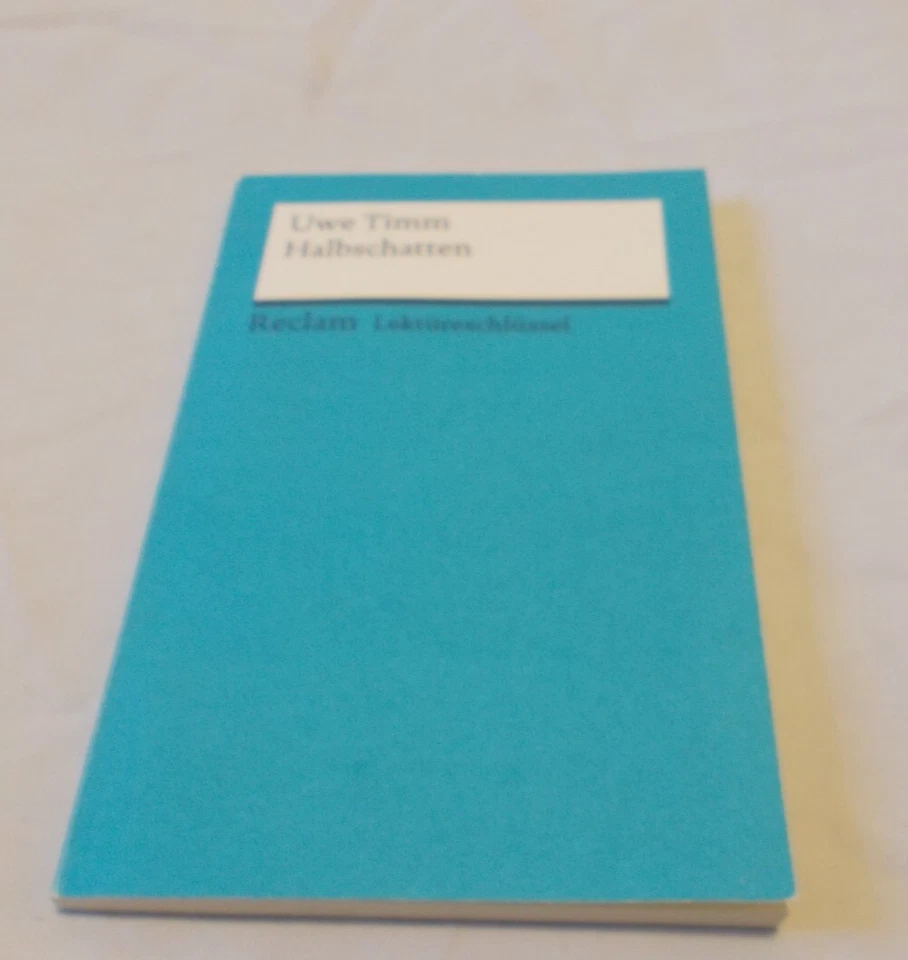 Uwe Timm
Halbschatten
Reclam Lektüreschlüssel